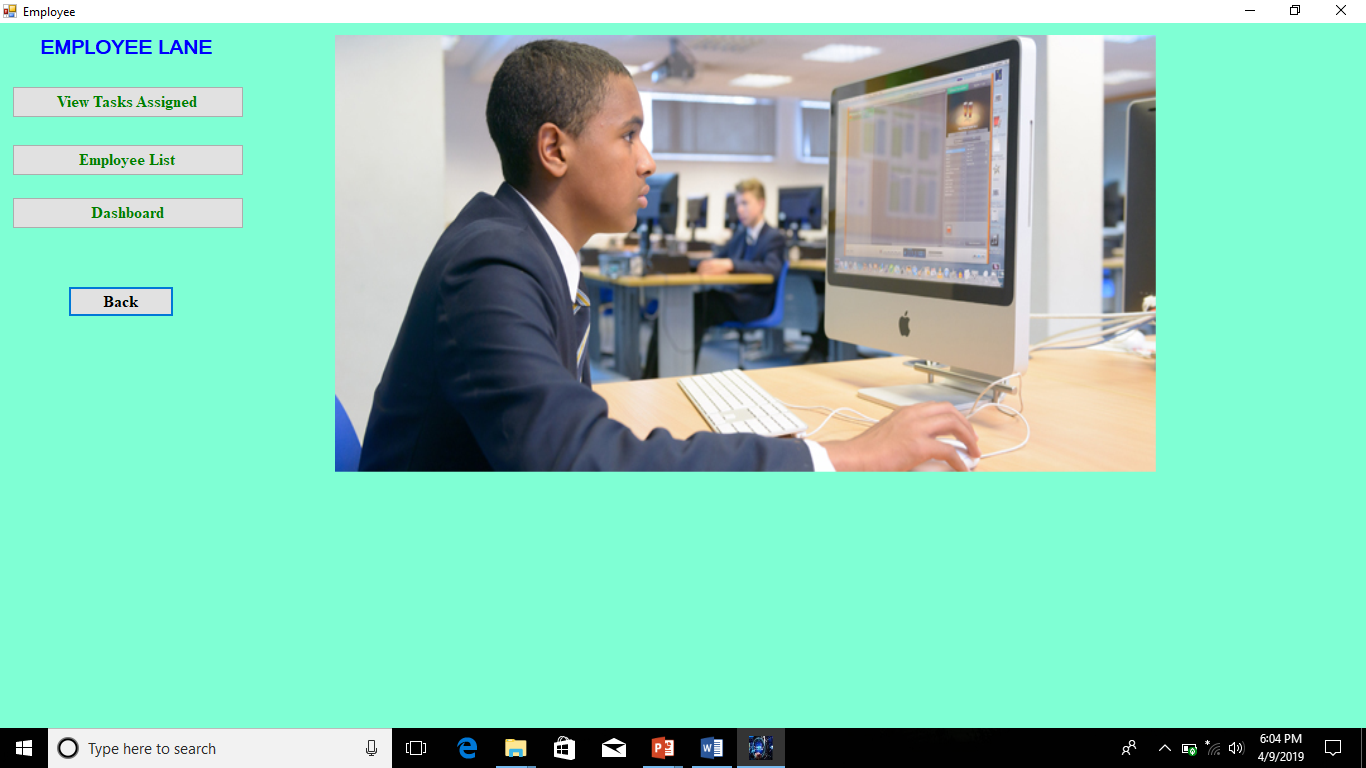 Employee
EMPLOYEE LANE
View Tasks Assigned
Employee List
Dashboard
Back
Type here to search
6:04 PM
4/9/2019